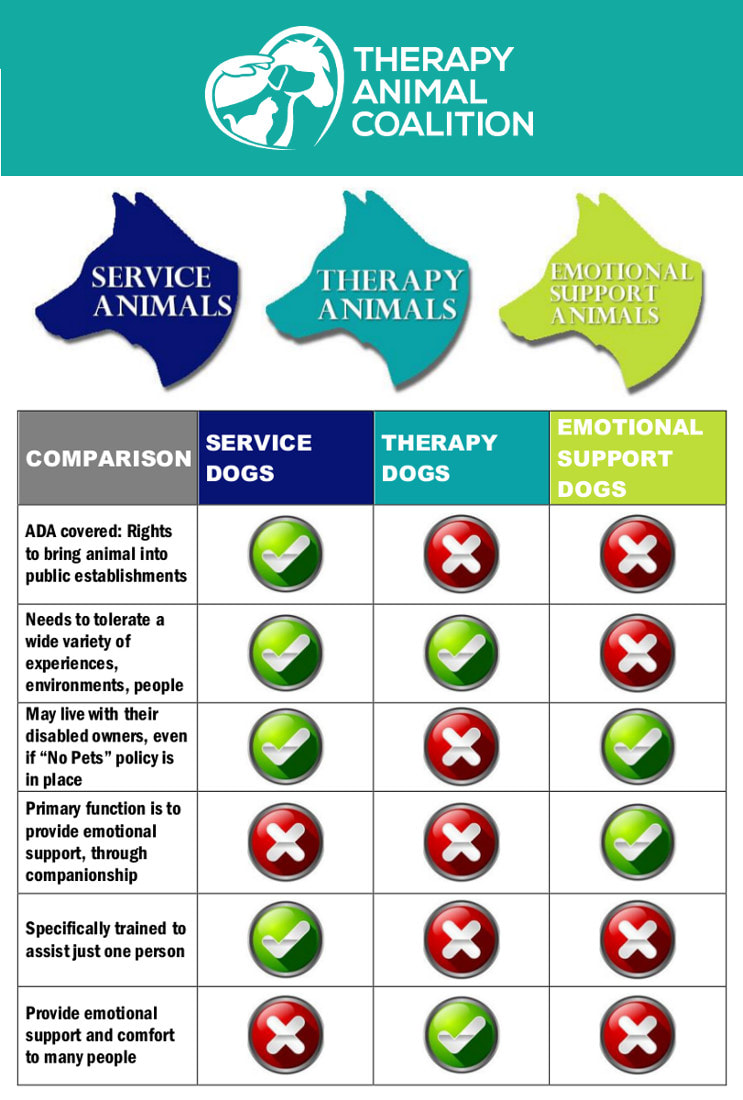 THERAPY
ANIMAL
COALITION
SERVICE
ANIMALS
THERAPY
ANIMALS
EMOTIONAL
SUPPORT
ANIMALS
COMPARISON
SERVICE
DOGS
THERAPY
DOGS
EMOTIONAL
SUPPORT
DOGS
ADA covered: Rights
to bring animal into
public establishments
Needs to tolerate a
wide variety of
experiences,
environments, people
May live with their
disabled owners, even
if “No Pets” policy is
in place
Primary function is to
provide emotional
support, through
companionship
Specifically trained to
assist just one person
Provide emotional
support and comfort
to many people